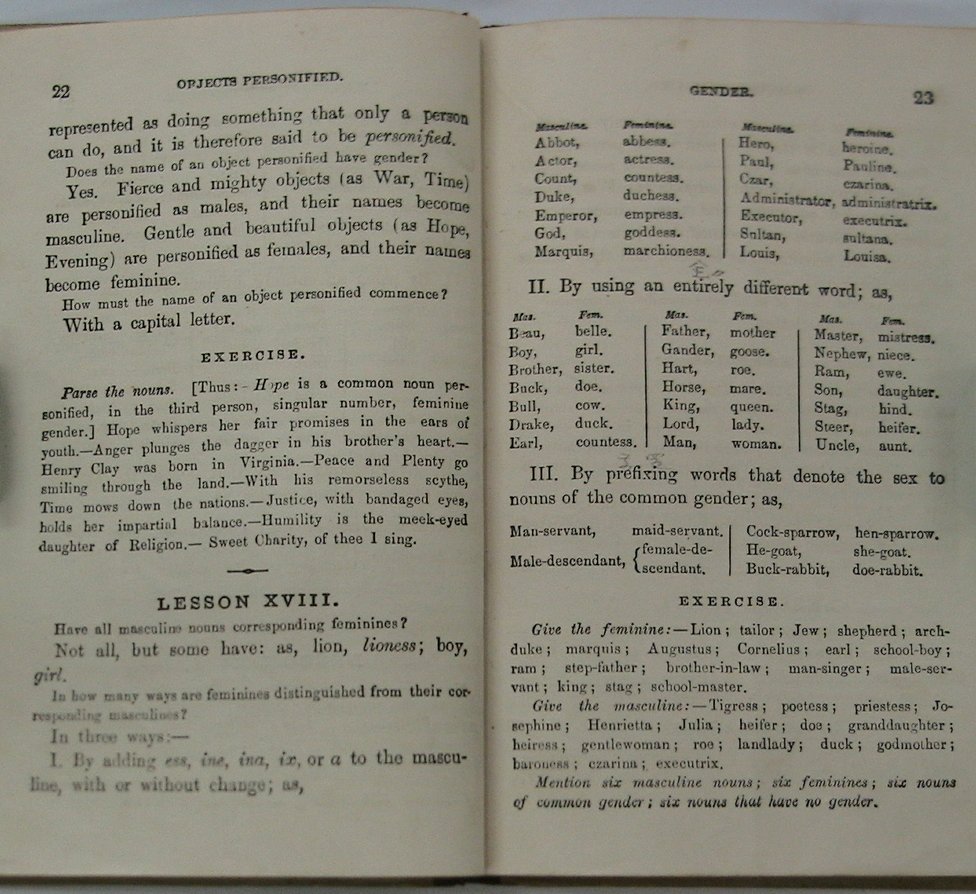 22
OBJECTS PERSONIFIED.
represented as doing something that only a person
can do, and it is therefore said to be personified.
Does the name of an object personified have gender?
Yes. Fierce and mighty objects (as War, Time)
are personified as males, and their names become
masculine. Gentle and beautiful objects (as Hope,
Evening) are personified as females, and their names
become feminine.
How must the name of an object personified commence?
With a capital letter.
EXERCISE.
Parse the nouns. [Thus:- Hope is a common noun per-
sonified, in the third person, singular number, feminine
gender.] Hope whispers her fair promises in the ears of
youth.—Anger plunges the dagger in his brother's heart.—
Henry Clay was born in Virginia.—Peace and Plenty go
smiling through the land.—With his remorseless scythe,
Time mows down the nations.—Justice, with bandaged eyes,
holds her impartial balance.—Humility is the meek-eyed
daughter of Religion.— Sweet Charity, of thee I sing.
LESSON XVIII.
Have all masculine nouns corresponding feminines?
Not all, but some have: as, lion, lioness; boy,
girl.
In how many ways are feminines distinguished from their cor-
responding masculines?
In three ways:—
I. By adding ess, ine, ina, ix, or a to the mascu-
line, with or without change; as,
GENDER.
23
Masculine. Feminine. Masculine. Feminine.
Abbot, abbess. Hero, heroine.
Actor, actress. Paul, Pauline.
Count, countess. Czar, czarina.
Duke, duchess. Administrator, administratrix.
Emperor, empress. Executor, executrix.
God, goddess. Sultan, sultana.
Marquis, marchioness. Louis, Louisa.
II. By using an entirely different word; as,
Mas. Fem. Mas. Fem. Mas. Fem.
Beau, belle. Father, mother Master, mistress.
Boy, girl. Gander, goose. Nephew, niece.
Brother, sister. Hart, roe. Ram, ewe.
Buck, doe. Horse, mare. Son, daughter.
Bull, cow. King, queen. Stag, hind.
Drake, duck. Lord, lady. Steer, heifer.
Earl, countess. Man, woman. Uncle, aunt.
III. By prefixing words that denote the sex to
nouns of the common gender; as,
Man-servant, maid-servant. Cock-sparrow, hen-sparrow.
Male-descendant, {female-de- He-goat, she-goat.
scendant. Buck-rabbit, doe-rabbit.
EXERCISE.
Give the feminine:—Lion; tailor; Jew; shepherd; arch-
duke; marquis; Augustus; Cornelius; earl; school-boy;
ram; step-father; brother-in-law; man-singer; male-ser-
vant; king; stag; school-master.
Give the masculine:—Tigress; poetess; priestess; Jo-
sephine; Henrietta; Julia; heifer; doe; granddaughter;
heiress; gentlewoman; roe; landlady; duck; godmother;
baroness; czarina; executrix.
Mention six masculine nouns; six feminines; six nouns
of common gender; six nouns that have no gender.